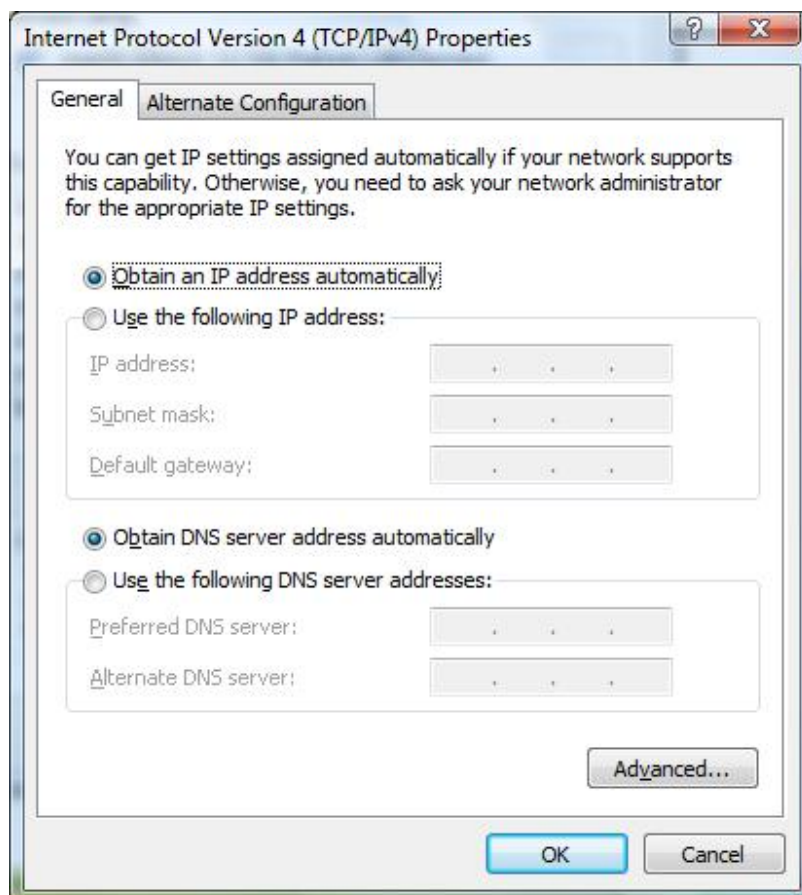 Internet Protocol Version 4 (TCP/IPv4) Properties
General
Alternate Configuration
You can get IP settings assigned automatically if your network supports
this capability. Otherwise, you need to ask your network administrator
for the appropriate IP settings.
Obtain an IP address automatically
Use the following IP address:
IP address:
Subnet mask:
Default gateway:
Obtain DNS server address automatically
Use the following DNS server addresses:
Preferred DNS server:
Alternate DNS server:
Advanced...
OK
Cancel